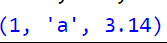 (1, 'a', 3.14)